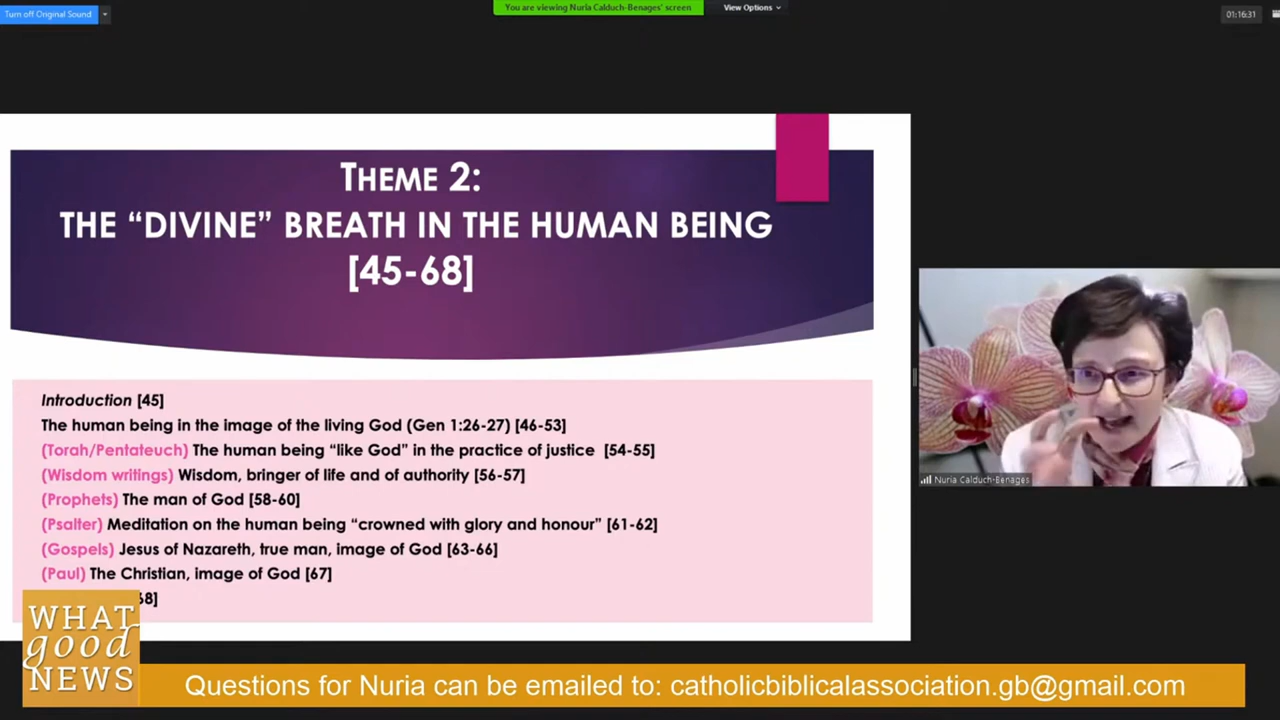 Turn off Original Sound
You are viewing Nuria Calduch-Benages' screen
View Options
01:16:31
THEME 2:
THE “DIVINE” BREATH IN THE HUMAN BEING
[45-68]
Introduction [45]
The human being in the image of the living God (Gen 1:26-27) [46-53]
(Torah/Pentateuch) The human being “like God” in the practice of justice [54-55]
(Wisdom writings) Wisdom, bringer of life and of authority [56-57]
(Prophets) The man of God [58-60]
(Psalter) Meditation on the human being “crowned with glory and honour” [61-62]
(Gospels) Jesus of Nazareth, true man, image of God [63-66]
(Paul) The Christian, image of God [67]
68]
Nuria Calduch-Benages
WHAT
good
NEWS
Questions for Nuria can be emailed to: catholicbiblicalassociation.gb@gmail.com